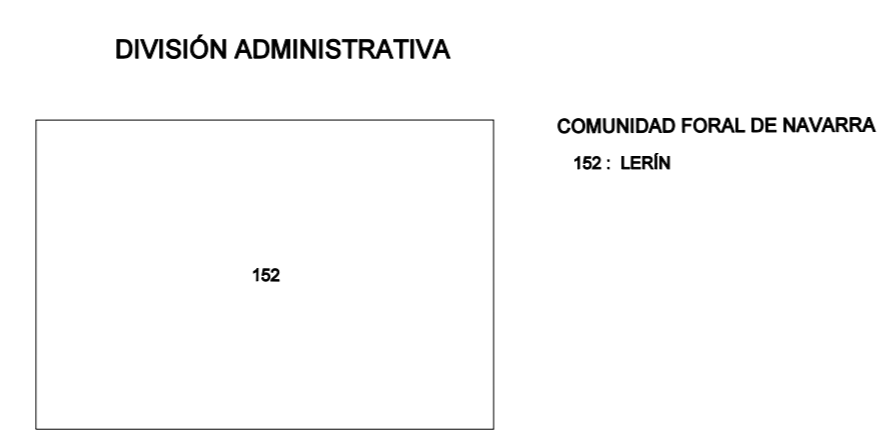 DIVISIÓN ADMINISTRATIVA
152
COMUNIDAD FORAL DE NAVARRA
152 : LERÍN